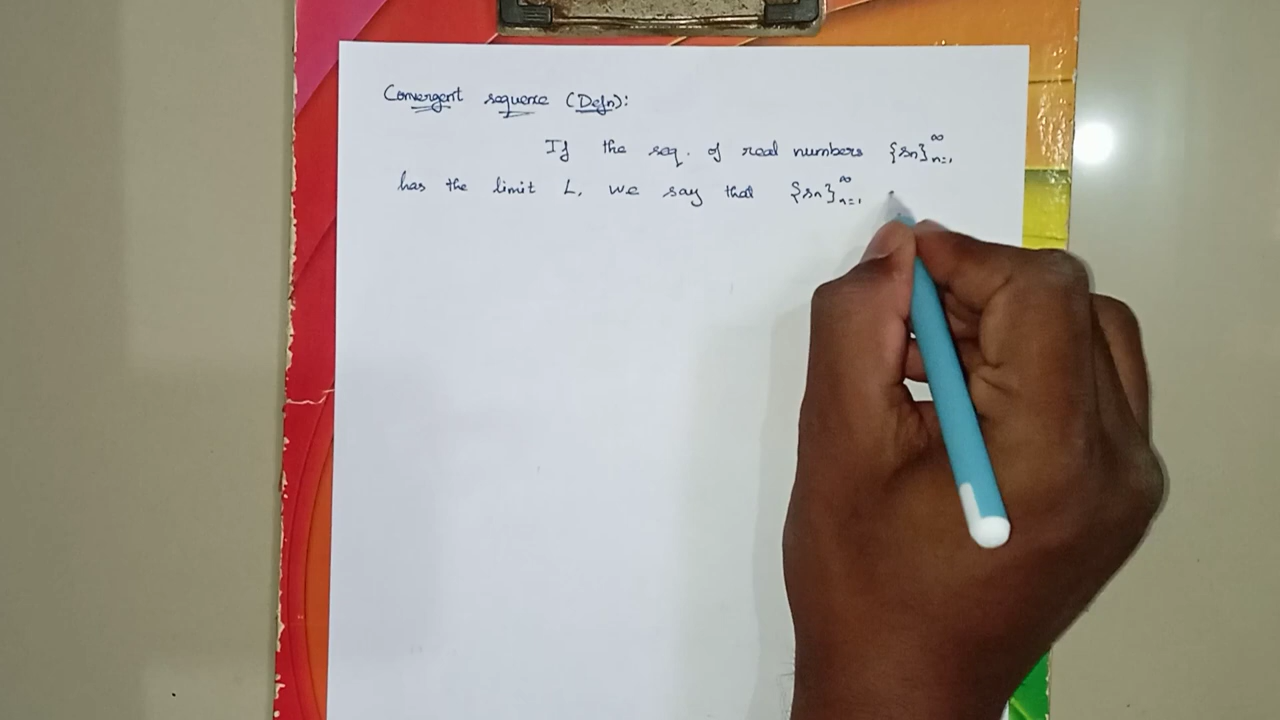 Convergent sequence (Defn):
If the seq. of real numbers {sn}∞n=1
has the limit L, we say that {sn}∞n=1